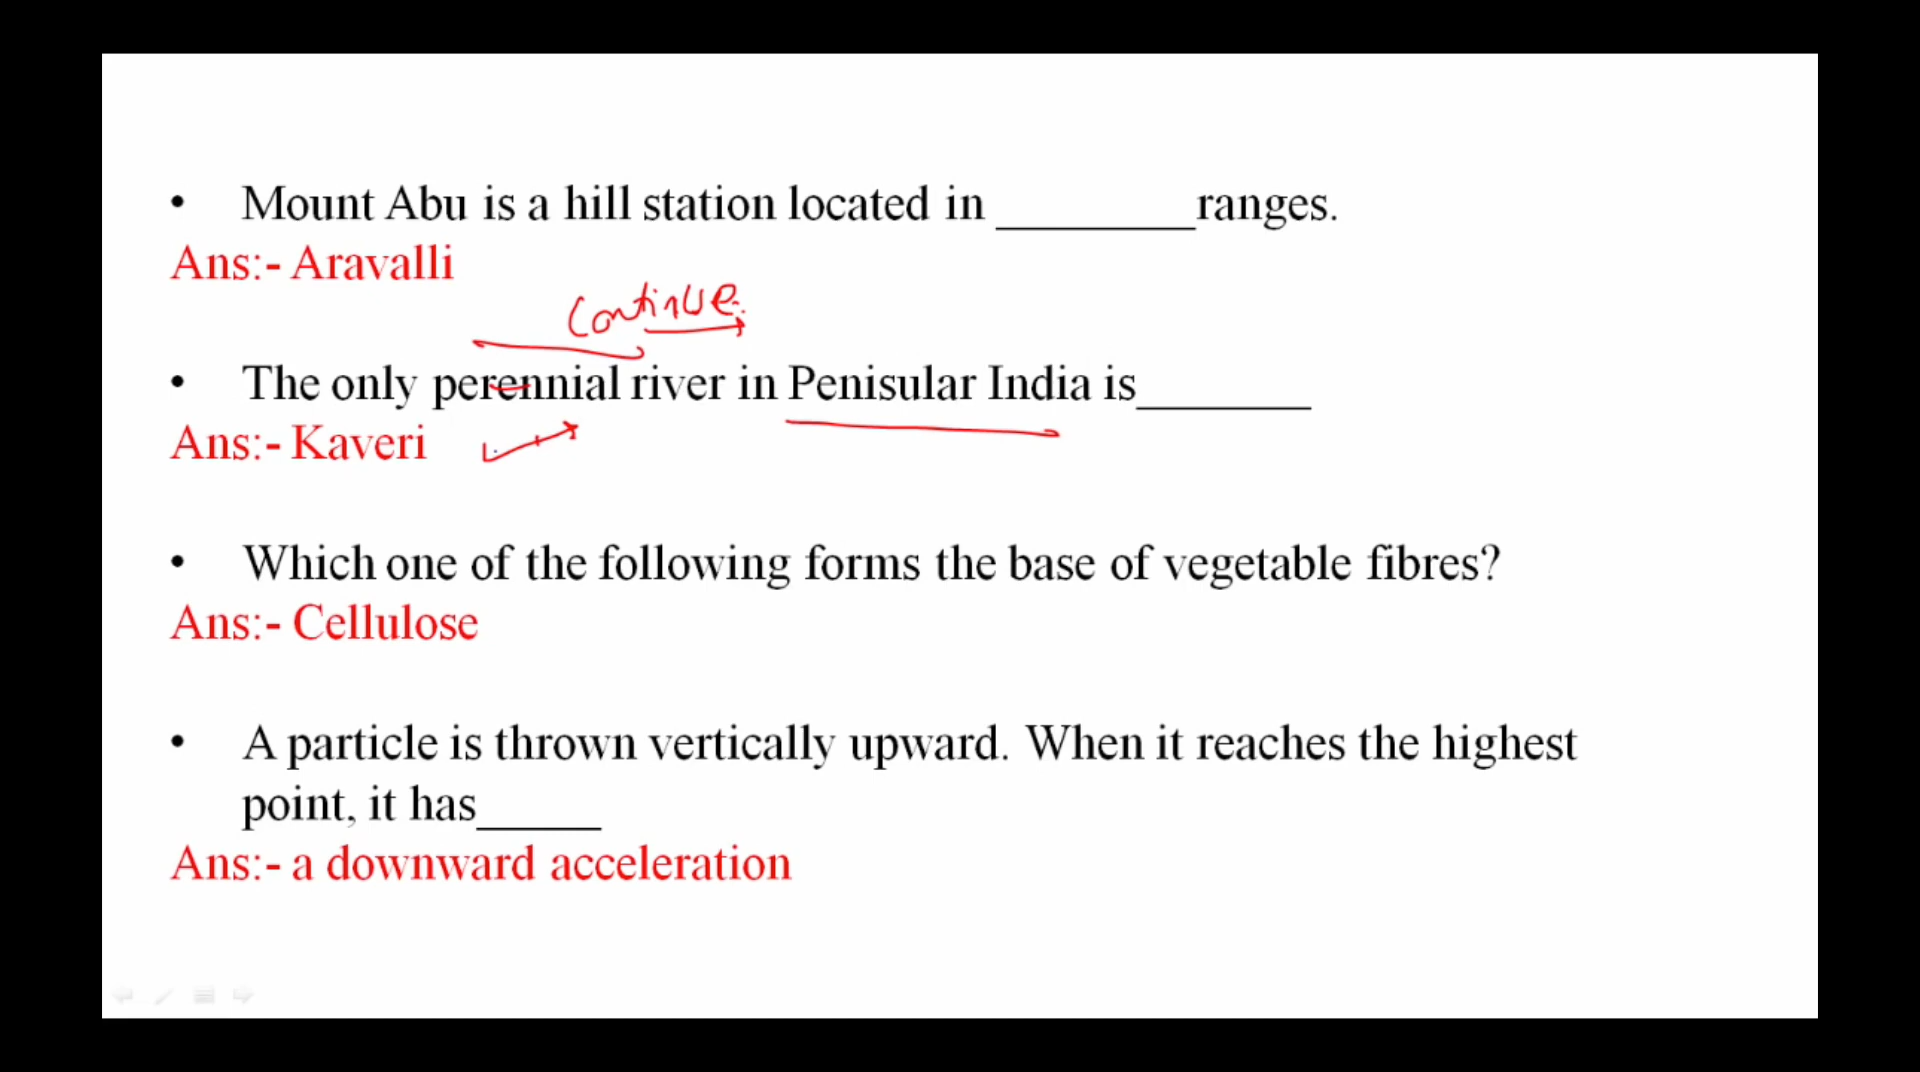 • Mount Abu is a hill station located in ________ranges.
Ans:- Aravalli
Continue.
• The only perennial river in Penisular India is_______
Ans:- Kaveri
• Which one of the following forms the base of vegetable fibres?
Ans:- Cellulose
• A particle is thrown vertically upward. When it reaches the highest
point, it has_____
Ans:- a downward acceleration